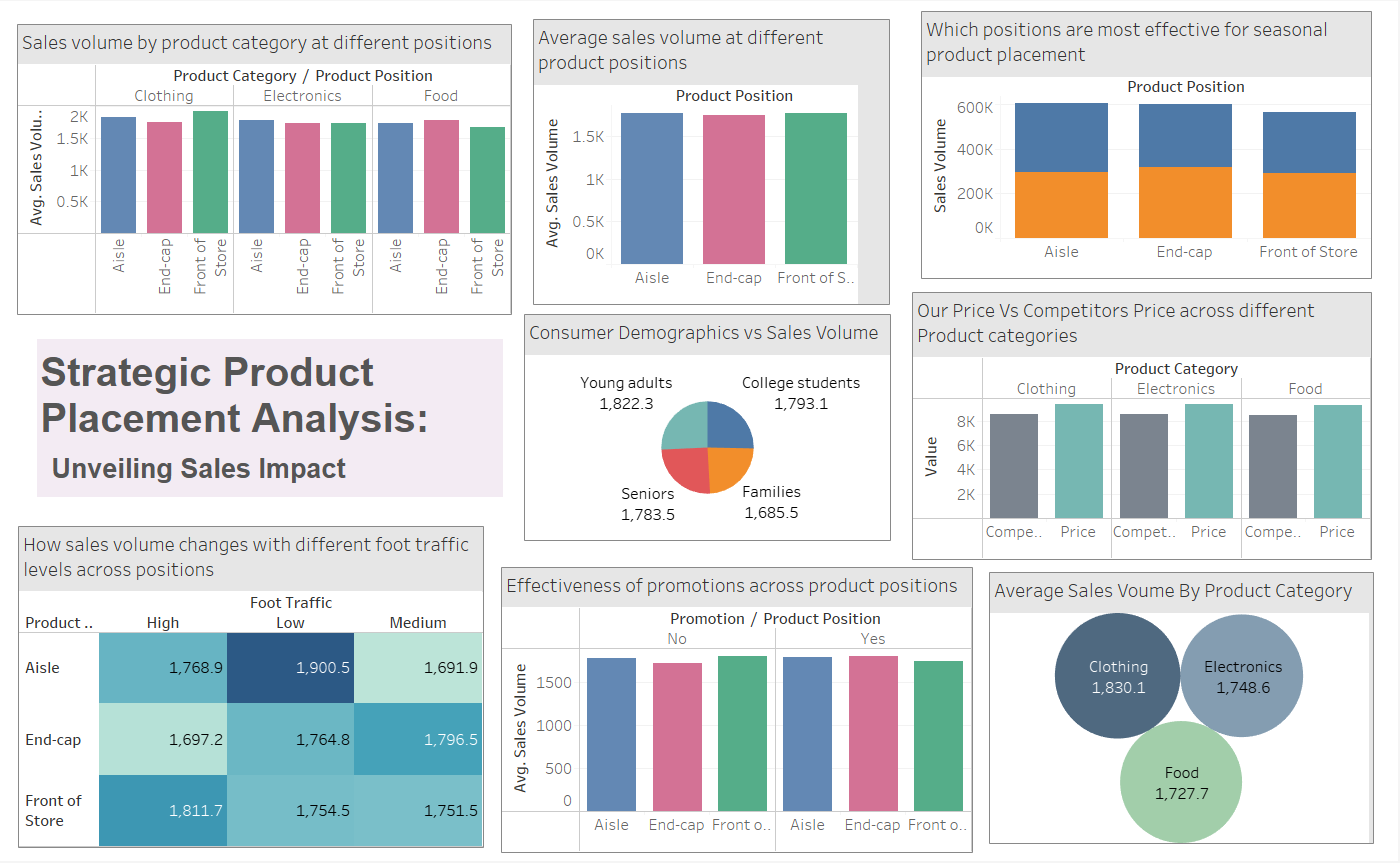 Sales volume by product category at different positions
Product Category / Product Position
Clothing Electronics Food
Avg. Sales Volu..
2K
1.5K
1K
0.5K
Aisle End-cap Front of Store Aisle End-cap Front of Store Aisle End-cap Front of Store
Average sales volume at different
product positions
Product Position
Avg. Sales Volume
1.5K
1K
0.5K
0K
Aisle End-cap Front of S..
Which positions are most effective for seasonal
product placement
Product Position
Sales Volume
600K
400K
200K
0K
Aisle End-cap Front of Store
Strategic Product
Placement Analysis:
Unveiling Sales Impact
Consumer Demographics vs Sales Volume
Young adults College students
1,822.3 1,793.1
Seniors Families
1,783.5 1,685.5
Our Price Vs Competitors Price across different
Product categories
Product Category
Clothing Electronics Food
Value
8K
6K
4K
2K
Compe.. Price Compet.. Price Compe.. Price
How sales volume changes with different foot traffic
levels across positions
Foot Traffic
Product .. High Low Medium
Aisle 1,768.9 1,900.5 1,691.9
End-cap 1,697.2 1,764.8 1,796.5
Front of
Store 1,811.7 1,754.5 1,751.5
Effectiveness of promotions across product positions
Promotion / Product Position
No Yes
Avg. Sales Volume
1500
1000
500
0
Aisle End-cap Front o.. Aisle End-cap Front o..
Average Sales Voume By Product Category
Clothing Electronics
1,830.1 1,748.6
Food
1,727.7